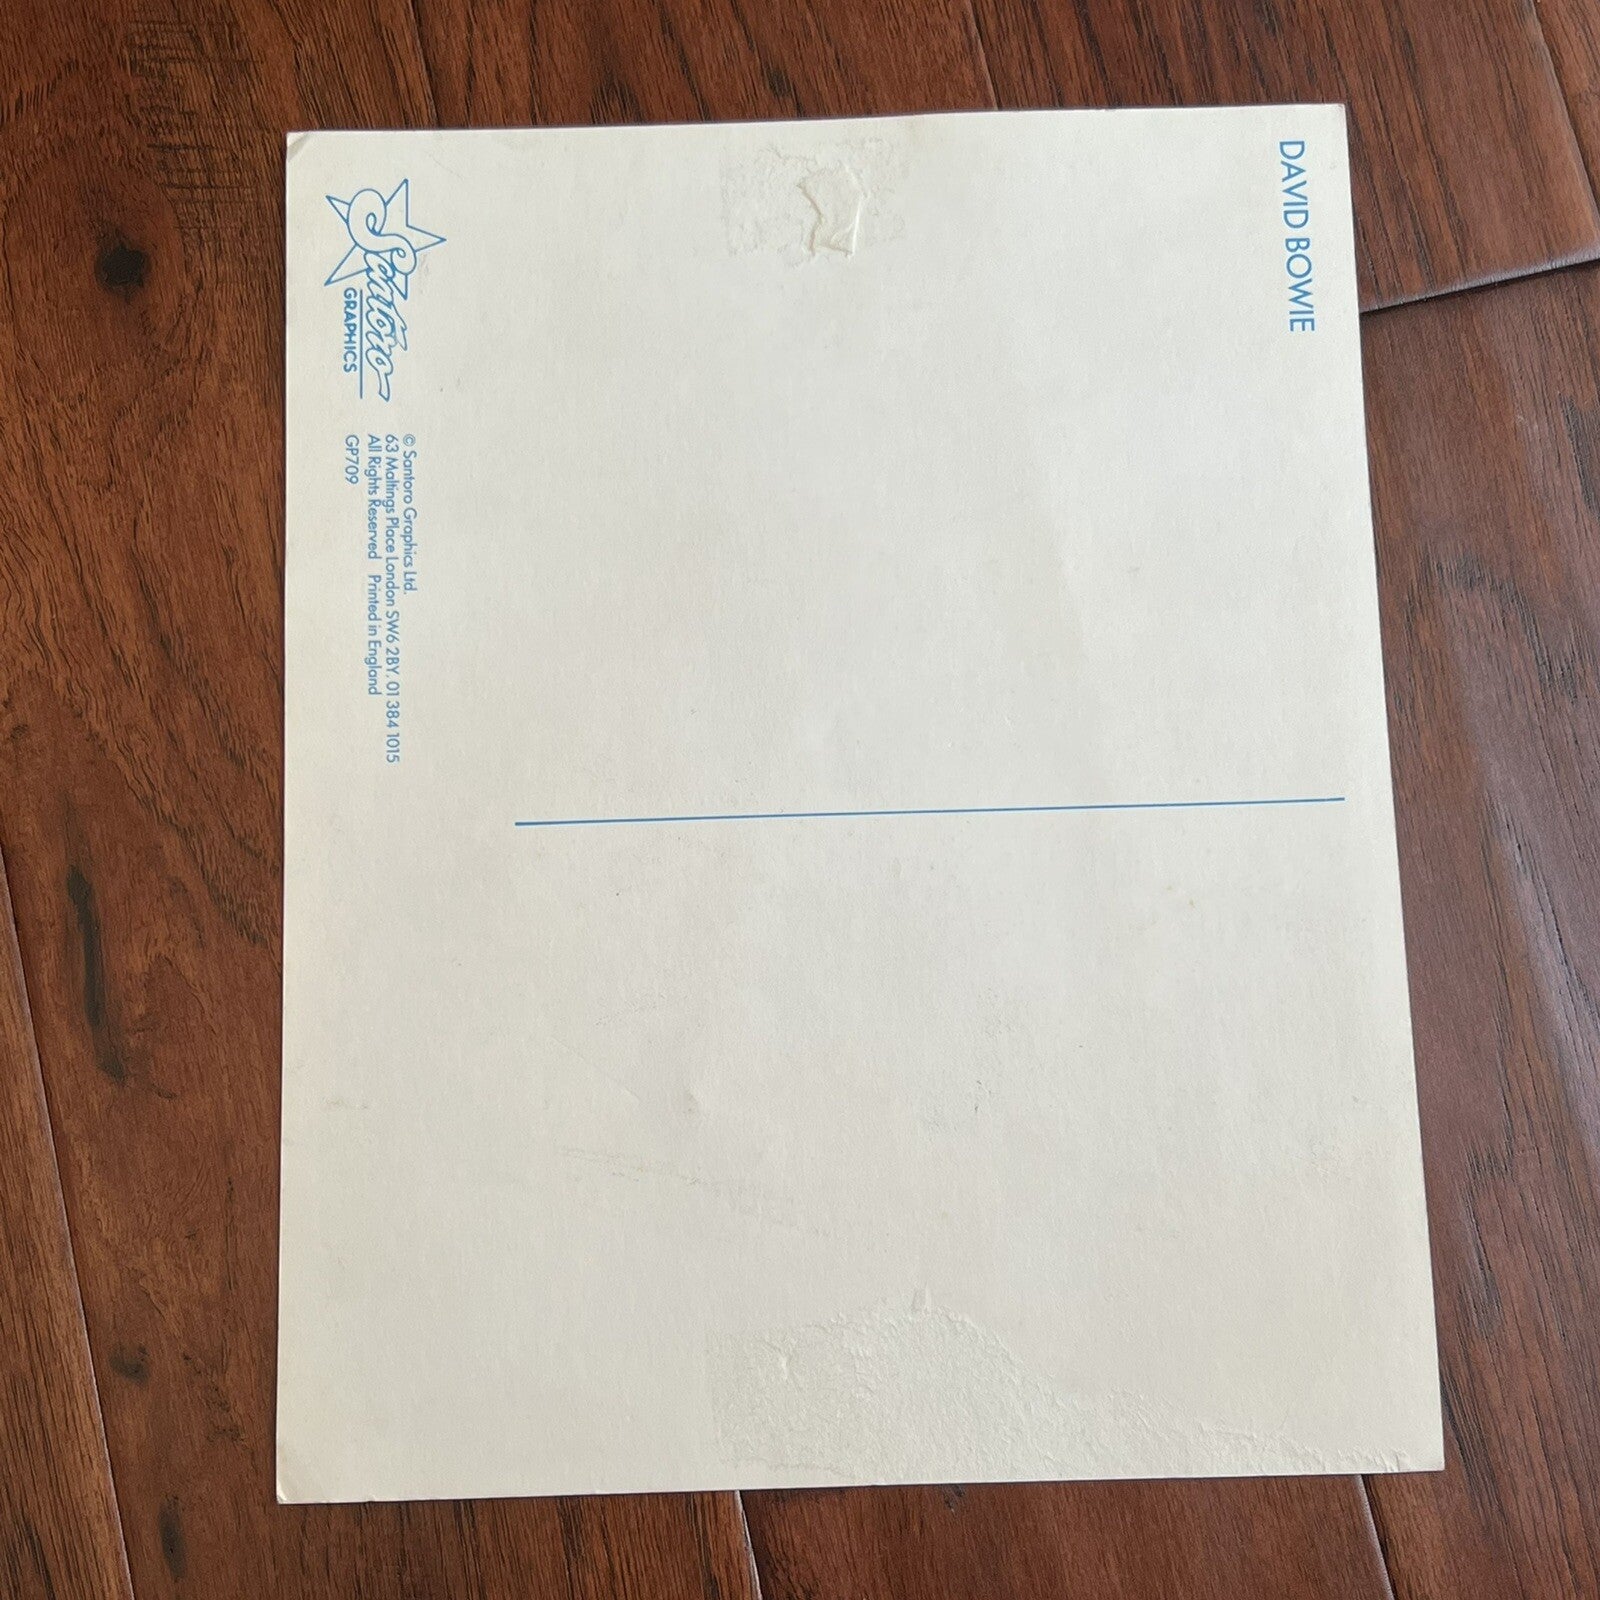 DAVID BOWIE
Santoro
GRAPHICS
© Santoro Graphics Ltd.
63 Maltings Place London SW6 2BY. 01 384 1015
All Rights Reserved Printed in England
GP709